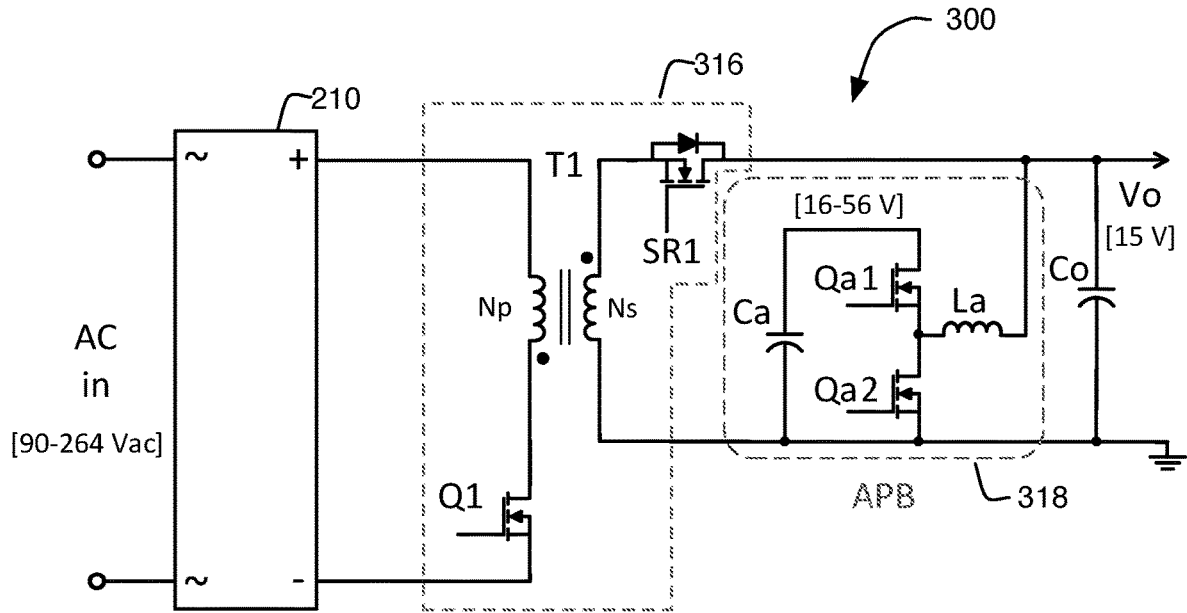 300
316
210
~
+
T1
[16-56 V]
Vo
[15 V]
SR1
Qa1
Co
Np
Ns
Ca
La
AC
in
Qa2
[90-264 Vac]
Q1
APB
318
~
-